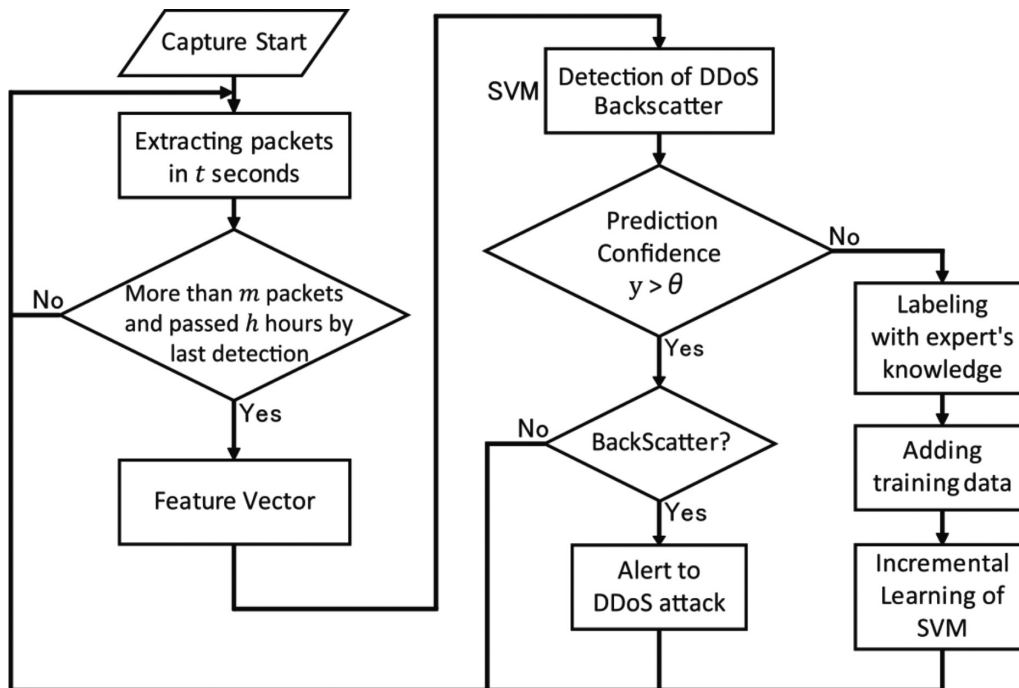 Capture Start
Extracting packets
in t seconds
No
More than m packets
and passed h hours by
last detection
Yes
Feature Vector
SVM
Detection of DDoS
Backscatter
Prediction
Confidence
y > θ
No
Yes
No
BackScatter?
Yes
Alert to
DDoS attack
Labeling
with expert's
knowledge
Adding
training data
Incremental
Learning of
SVM